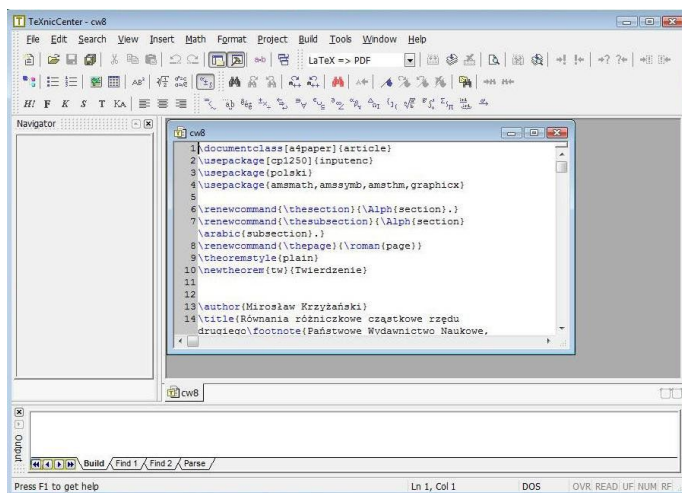 TeXnicCenter - cw8
File Edit Search View Insert Math Format Project Build Tools Window Help
LaTeX => PDF
H! F K S T KA
Navigator
cw8
1 \documentclass[a4paper]{article}
2 \usepackage[cp1250]{inputenc}
3 \usepackage{polski}
4 \usepackage{amsmath,amssymb,amsthm,graphicx}
5
6 \renewcommand{\thesection}{\Alph{section}.}
7 \renewcommand{\thesubsection}{\Alph{section}
\arabic{subsection}.}
8 \renewcommand{\thepage}{\roman{page}}
9 \theoremstyle{plain}
10 \newtheorem{tw}{Twierdzenie}
11
12
13 \author{Mirosław Krzyżański}
14 \title{Równania różniczkowe cząstkowe rzędu
drugiego\footnote{Państwowe Wydawnictwo Naukowe,
cw8
Output
Build Find 1 Find 2 Parse
Press F1 to get help Ln 1, Col 1 DOS OVR READ UF NUM RF